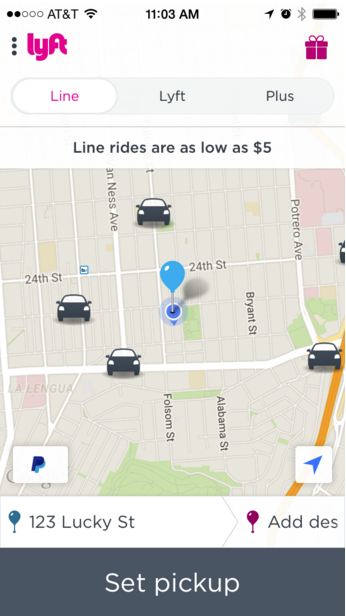 AT&T 11:03 AM
lyft
Line Lyft Plus
Line rides are as low as $5
an Ness Ave
Potrero Ave
24th St
24th St
Bryant St
LA LENGUA
Folsom St
Alabama St
123 Lucky St Add des
Set pickup